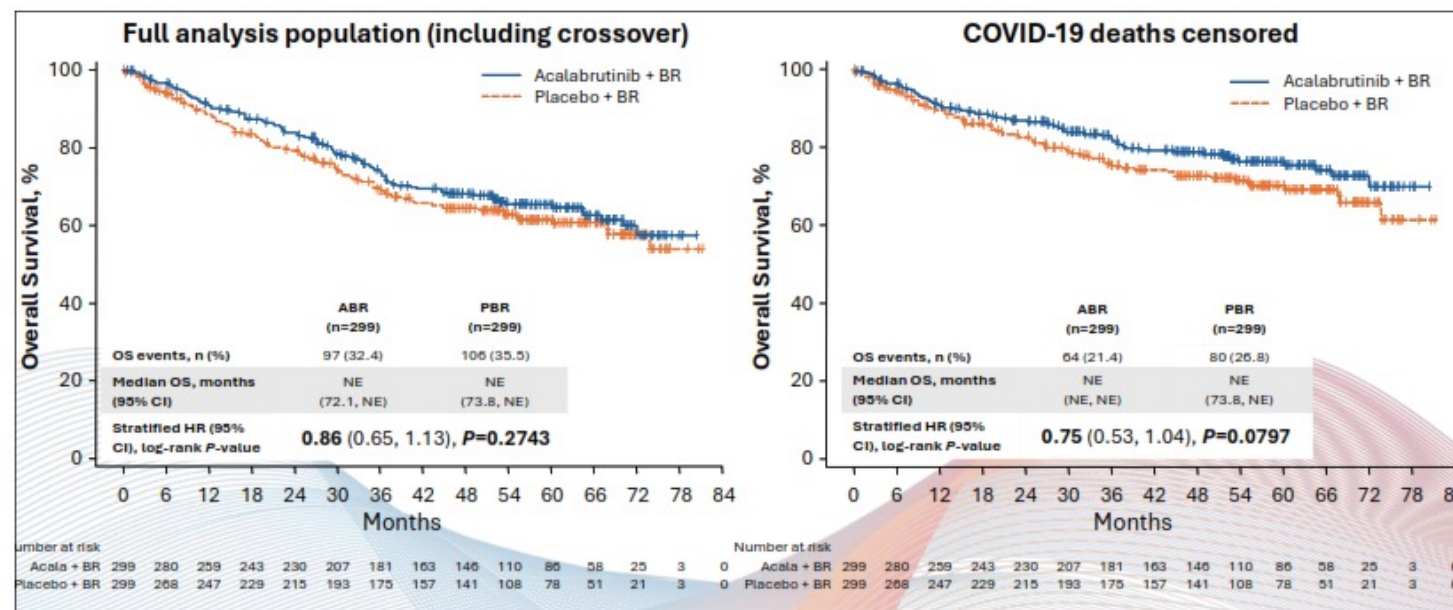 Full analysis population (including crossover)
Overall Survival, %
100
80
60
40
20
0
Acalabrutinib + BR
Placebo + BR
ABR PBR
(n=299) (n=299)
OS events, n (%) 97 (32.4) 106 (35.5)
Median OS, months NE NE
(95% CI) (72.1, NE) (73.8, NE)
Stratified HR (95%
CI), log-rank P-value 0.86 (0.65, 1.13), P=0.2743
0 6 12 18 24 30 36 42 48 54 60 66 72 78 84
Months
umber at risk
Acala + BR 299 280 259 243 230 207 181 163 146 110 86 58 25 3 0
Placebo + BR 299 268 247 229 215 193 175 157 141 108 78 51 21 3 0
COVID-19 deaths censored
Overall Survival, %
100
80
60
40
20
0
Acalabrutinib + BR
Placebo + BR
ABR PBR
(n=299) (n=299)
OS events, n (%) 64 (21.4) 80 (26.8)
Median OS, months NE NE
(95% CI) (NE, NE) (73.8, NE)
Stratified HR (95%
CI), log-rank P-value 0.75 (0.53, 1.04), P=0.0797
0 6 12 18 24 30 36 42 48 54 60 66 72 78
Months
Number at risk
Acala + BR 299 280 259 243 230 207 181 163 146 110 86 58 25 3
Placebo + BR 299 268 247 229 215 193 175 157 141 108 78 51 21 3